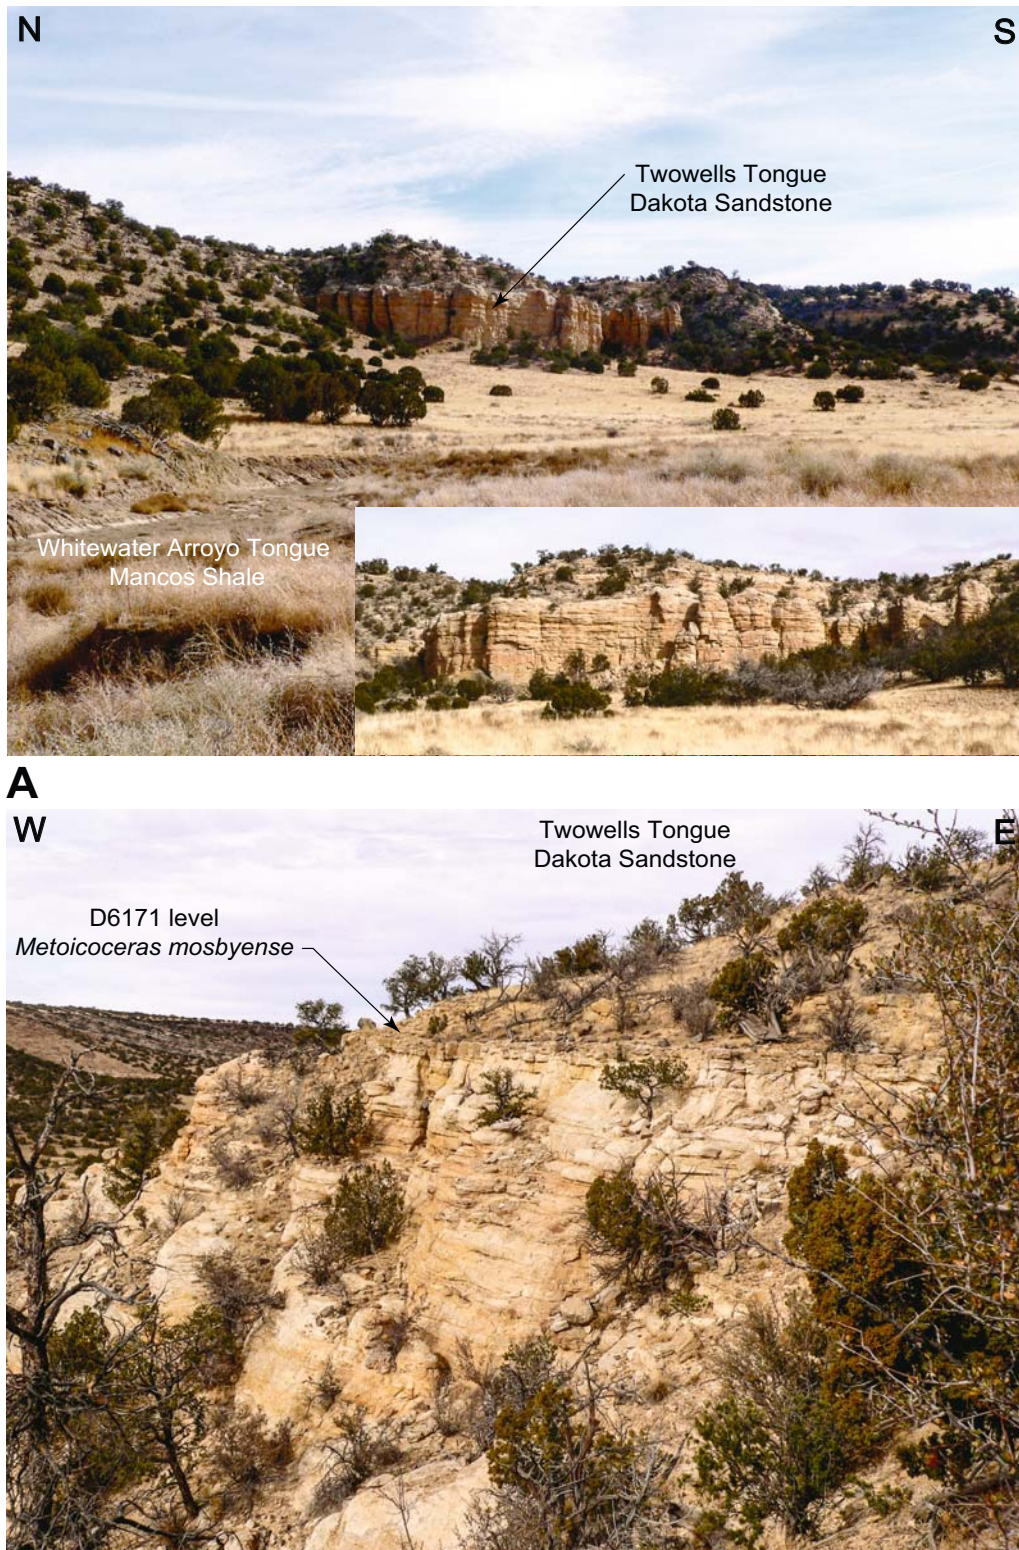 N
S
Twowells Tongue
Dakota Sandstone
Whitewater Arroyo Tongue
Mancos Shale
A
W
E
Twowells Tongue
Dakota Sandstone
D6171 level
Metoicoceras mosbyense